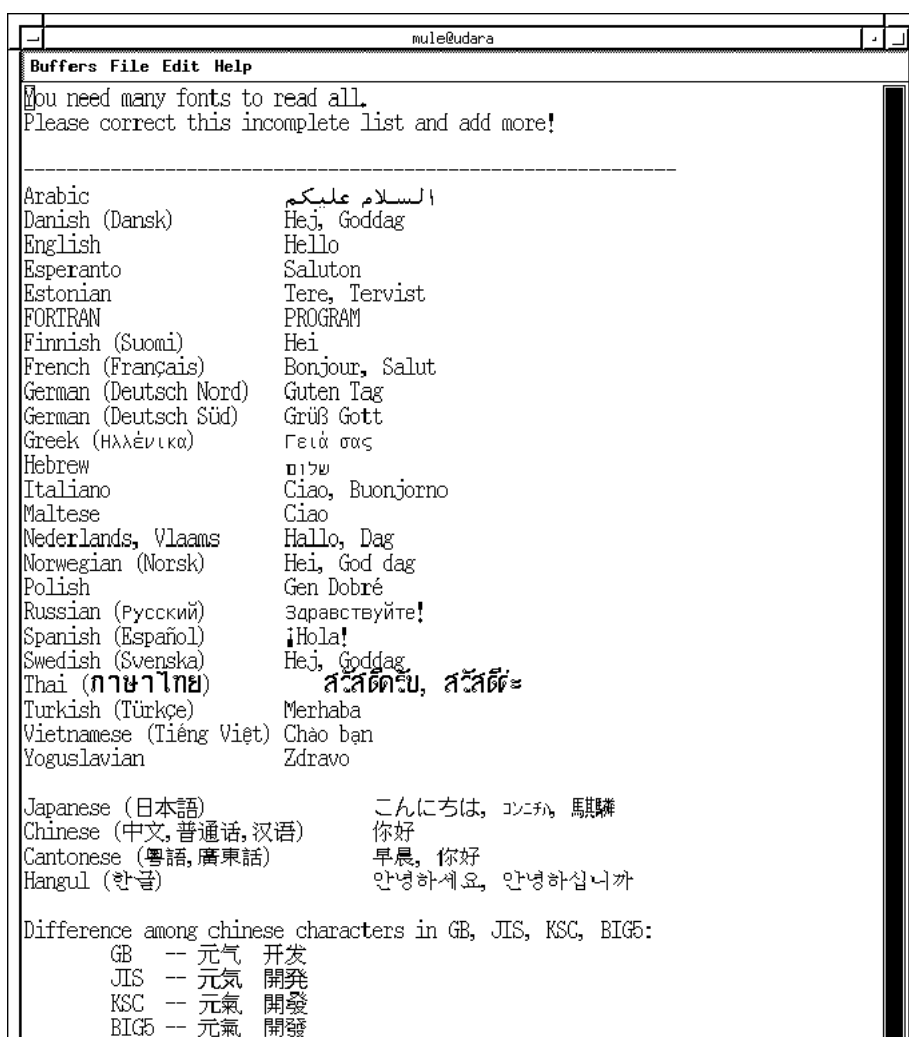 mule@udara
Buffers File Edit Help
You need many fonts to read all.
Please correct this incomplete list and add more!
---------------------------------------------------------------
Arabic السلام عليكم
Danish (Dansk) Hej, Goddag
English Hello
Esperanto Saluton
Estonian Tere, Tervist
FORTRAN PROGRAM
Finnish (Suomi) Hei
French (Français) Bonjour, Salut
German (Deutsch Nord) Guten Tag
German (Deutsch Süd) Grüß Gott
Greek (Ηλλένικα) Γειά σας
Hebrew שלום
Italiano Ciao, Buonjorno
Maltese Ciao
Nederlands, Vlaams Hallo, Dag
Norwegian (Norsk) Hei, God dag
Polish Gen Dobré
Russian (Русский) Здравствуйте!
Spanish (Español) ¡Hola!
Swedish (Svenska) Hej, Goddag
Thai (ภาษาไทย) สวัสดีครับ, สวัสดีค่ะ
Turkish (Türkçe) Merhaba
Vietnamese (Tiếng Việt) Chào bạn
Yoguslavian Zdravo
Japanese (日本語) こんにちは, ｺﾝﾆﾁﾊ, 騏驎
Chinese (中文,普通话,汉语) 你好
Cantonese (粵語,廣東話) 早晨, 你好
Hangul (한글) 안녕하세요, 안녕하십니까
Difference among chinese characters in GB, JIS, KSC, BIG5:
GB -- 元气 开发
JIS -- 元気 開発
KSC -- 元氣 開發
BIG5 -- 元氣 開發